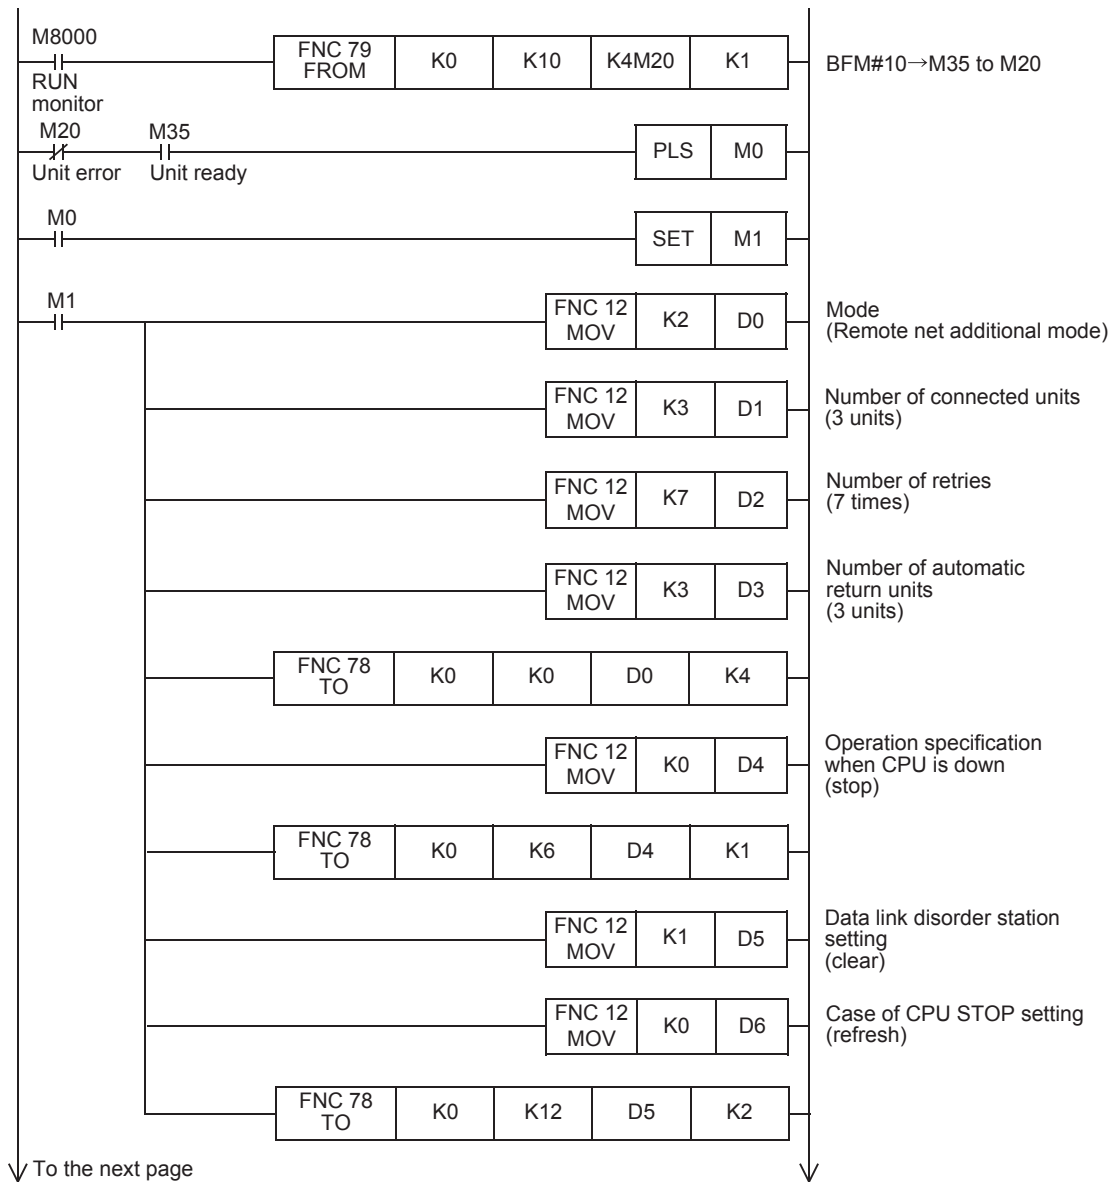 M8000
RUN
monitor
FNC 79
FROM
K0
K10
K4M20
K1
BFM#10→M35 to M20
M20
Unit error
M35
Unit ready
PLS
M0
M0
SET
M1
M1
FNC 12
MOV
K2
D0
Mode
(Remote net additional mode)
FNC 12
MOV
K3
D1
Number of connected units
(3 units)
FNC 12
MOV
K7
D2
Number of retries
(7 times)
FNC 12
MOV
K3
D3
Number of automatic
return units
(3 units)
FNC 78
TO
K0
K0
D0
K4
FNC 12
MOV
K0
D4
Operation specification
when CPU is down
(stop)
FNC 78
TO
K0
K6
D4
K1
FNC 12
MOV
K1
D5
Data link disorder station
setting
(clear)
FNC 12
MOV
K0
D6
Case of CPU STOP setting
(refresh)
FNC 78
TO
K0
K12
D5
K2
To the next page